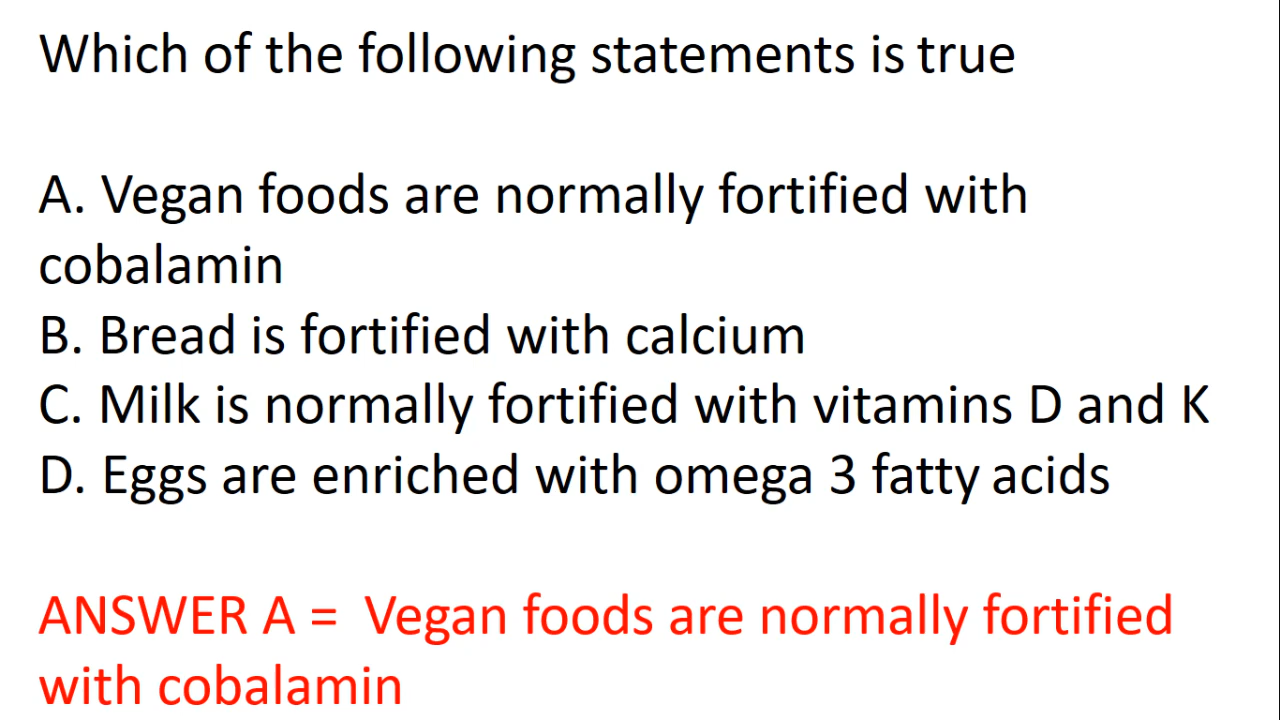 Which of the following statements is true
A. Vegan foods are normally fortified with
cobalamin
B. Bread is fortified with calcium
C. Milk is normally fortified with vitamins D and K
D. Eggs are enriched with omega 3 fatty acids
ANSWER A = Vegan foods are normally fortified
with cobalamin